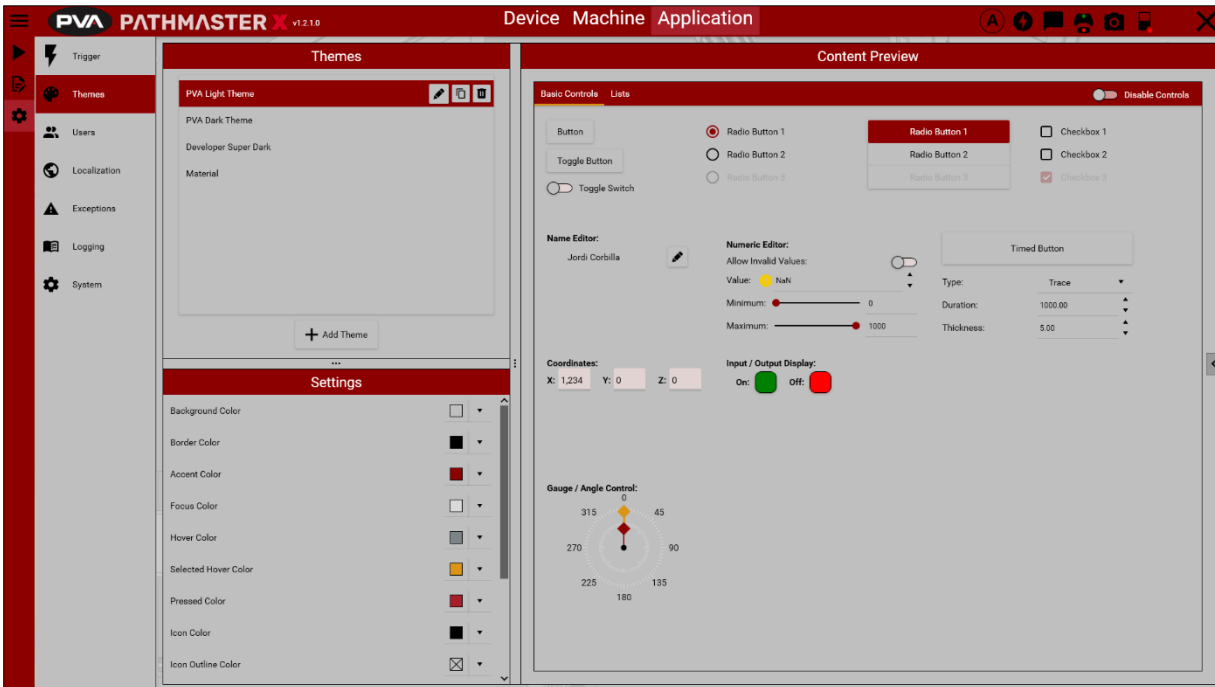 PVA PATHMASTER X v1.2.1.0
Device Machine Application
A
Trigger
Themes
Users
Localization
Exceptions
Logging
System
Themes
PVA Light Theme
PVA Dark Theme
Developer Super Dark
Material
Add Theme
Settings
Background Color
Border Color
Accent Color
Focus Color
Hover Color
Selected Hover Color
Pressed Color
Icon Color
Icon Outline Color
Content Preview
Basic Controls Lists Disable Controls
Button Radio Button 1 Radio Button 1 Checkbox 1
Toggle Button Radio Button 2 Radio Button 2 Checkbox 2
Toggle Switch Radio Button 3 Radio Button 3 Checkbox 3
Name Editor:
Jordi Corbilla
Numeric Editor:
Allow Invalid Values:
Value: NaN
Minimum: 0
Maximum: 1000
Timed Button
Type: Trace
Duration: 1000.00
Thickness: 5.00
Coordinates:
X: 1,234 Y: 0 Z: 0
Input / Output Display:
On: Off:
Gauge / Angle Control:
0
315 45
270 90
225 135
180